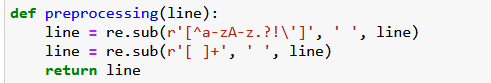 def preprocessing(line):
    line = re.sub(r'[^a-zA-z.?!\']', ' ', line)
    line = re.sub(r'[ ]+', ' ', line)
    return line